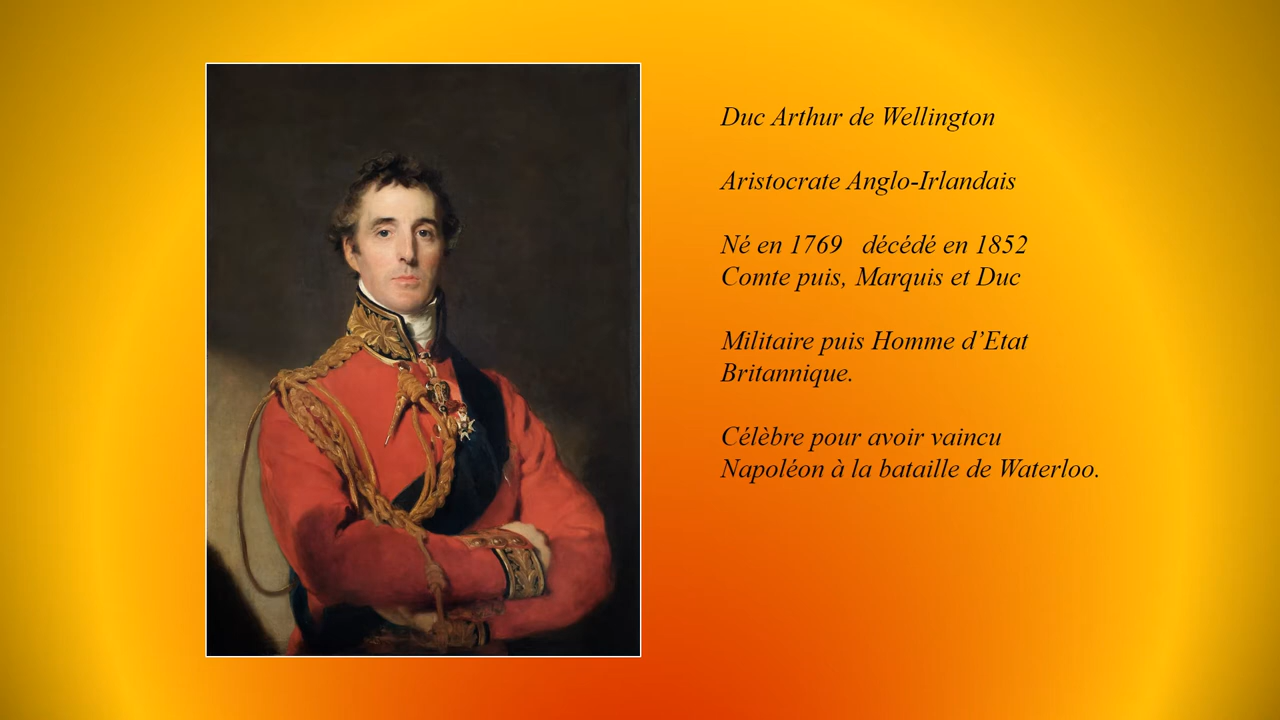 Duc Arthur de Wellington
Aristocrate Anglo-Irlandais
Né en 1769 décédé en 1852
Comte puis, Marquis et Duc
Militaire puis Homme d’Etat
Britannique.
Célèbre pour avoir vaincu
Napoléon à la bataille de Waterloo.